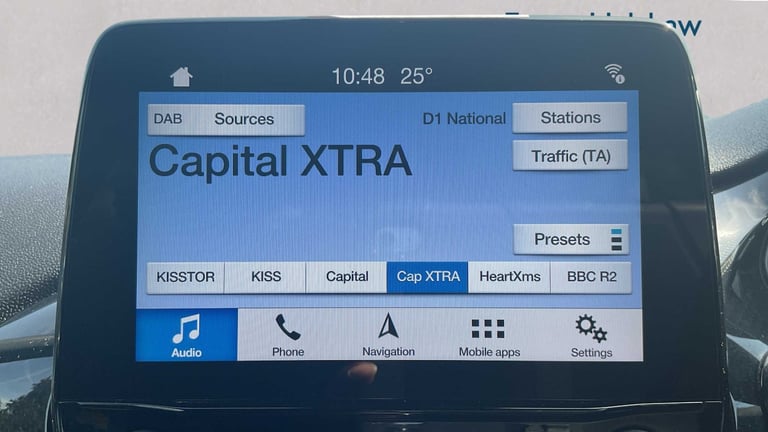 10:48 25°
DAB Sources D1 National Stations
Capital XTRA
Traffic (TA)
Presets
KISSTOR KISS Capital Cap XTRA HeartXms BBC R2
Audio Phone Navigation Mobile apps Settings